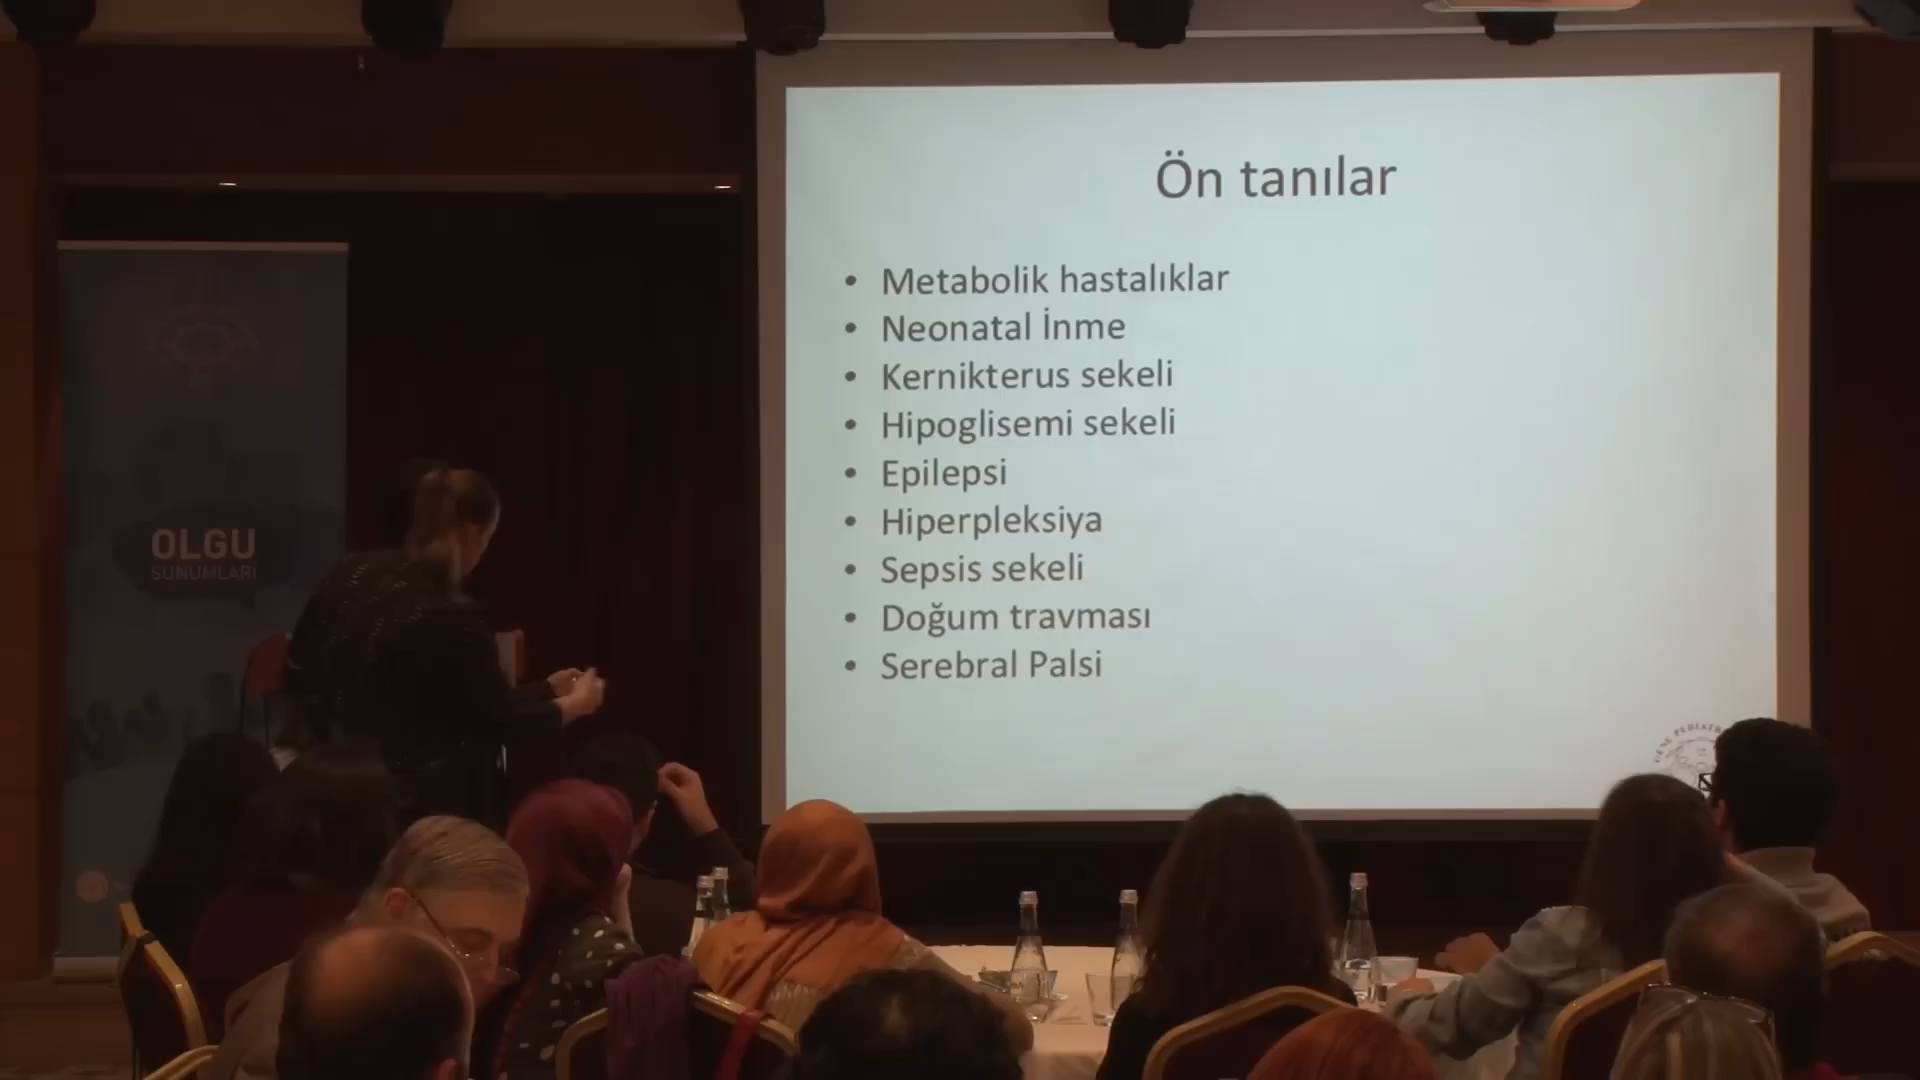 Ön tanılar
• Metabolik hastalıklar
• Neonatal İnme
• Kernikterus sekeli
• Hipoglisemi sekeli
• Epilepsi
• Hiperpleksiya
• Sepsis sekeli
• Doğum travması
• Serebral Palsi
OLGU
SUNUMLARI